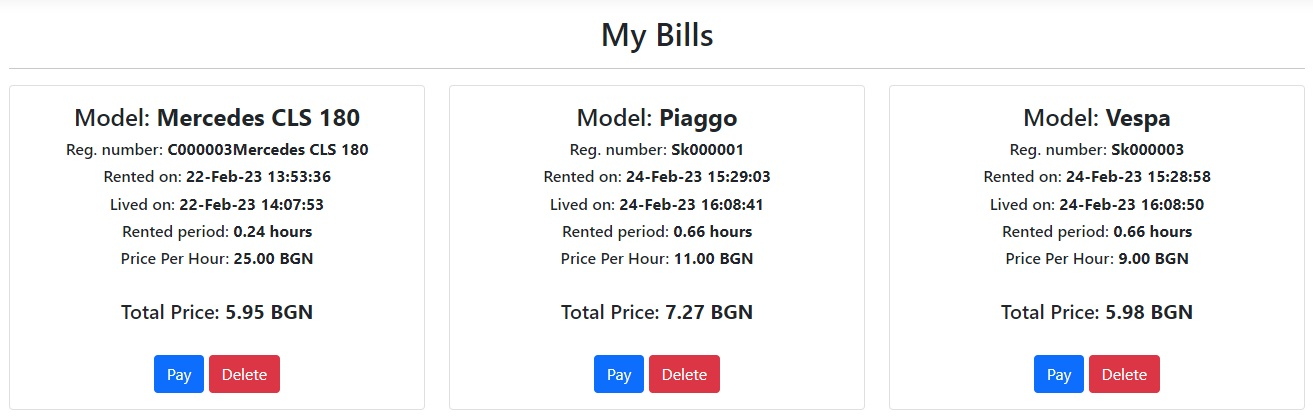 My Bills
Model: Mercedes CLS 180
Reg. number: C000003Mercedes CLS 180
Rented on: 22-Feb-23 13:53:36
Lived on: 22-Feb-23 14:07:53
Rented period: 0.24 hours
Price Per Hour: 25.00 BGN
Total Price: 5.95 BGN
Pay Delete
Model: Piaggo
Reg. number: Sk000001
Rented on: 24-Feb-23 15:29:03
Lived on: 24-Feb-23 16:08:41
Rented period: 0.66 hours
Price Per Hour: 11.00 BGN
Total Price: 7.27 BGN
Pay Delete
Model: Vespa
Reg. number: Sk000003
Rented on: 24-Feb-23 15:28:58
Lived on: 24-Feb-23 16:08:50
Rented period: 0.66 hours
Price Per Hour: 9.00 BGN
Total Price: 5.98 BGN
Pay Delete